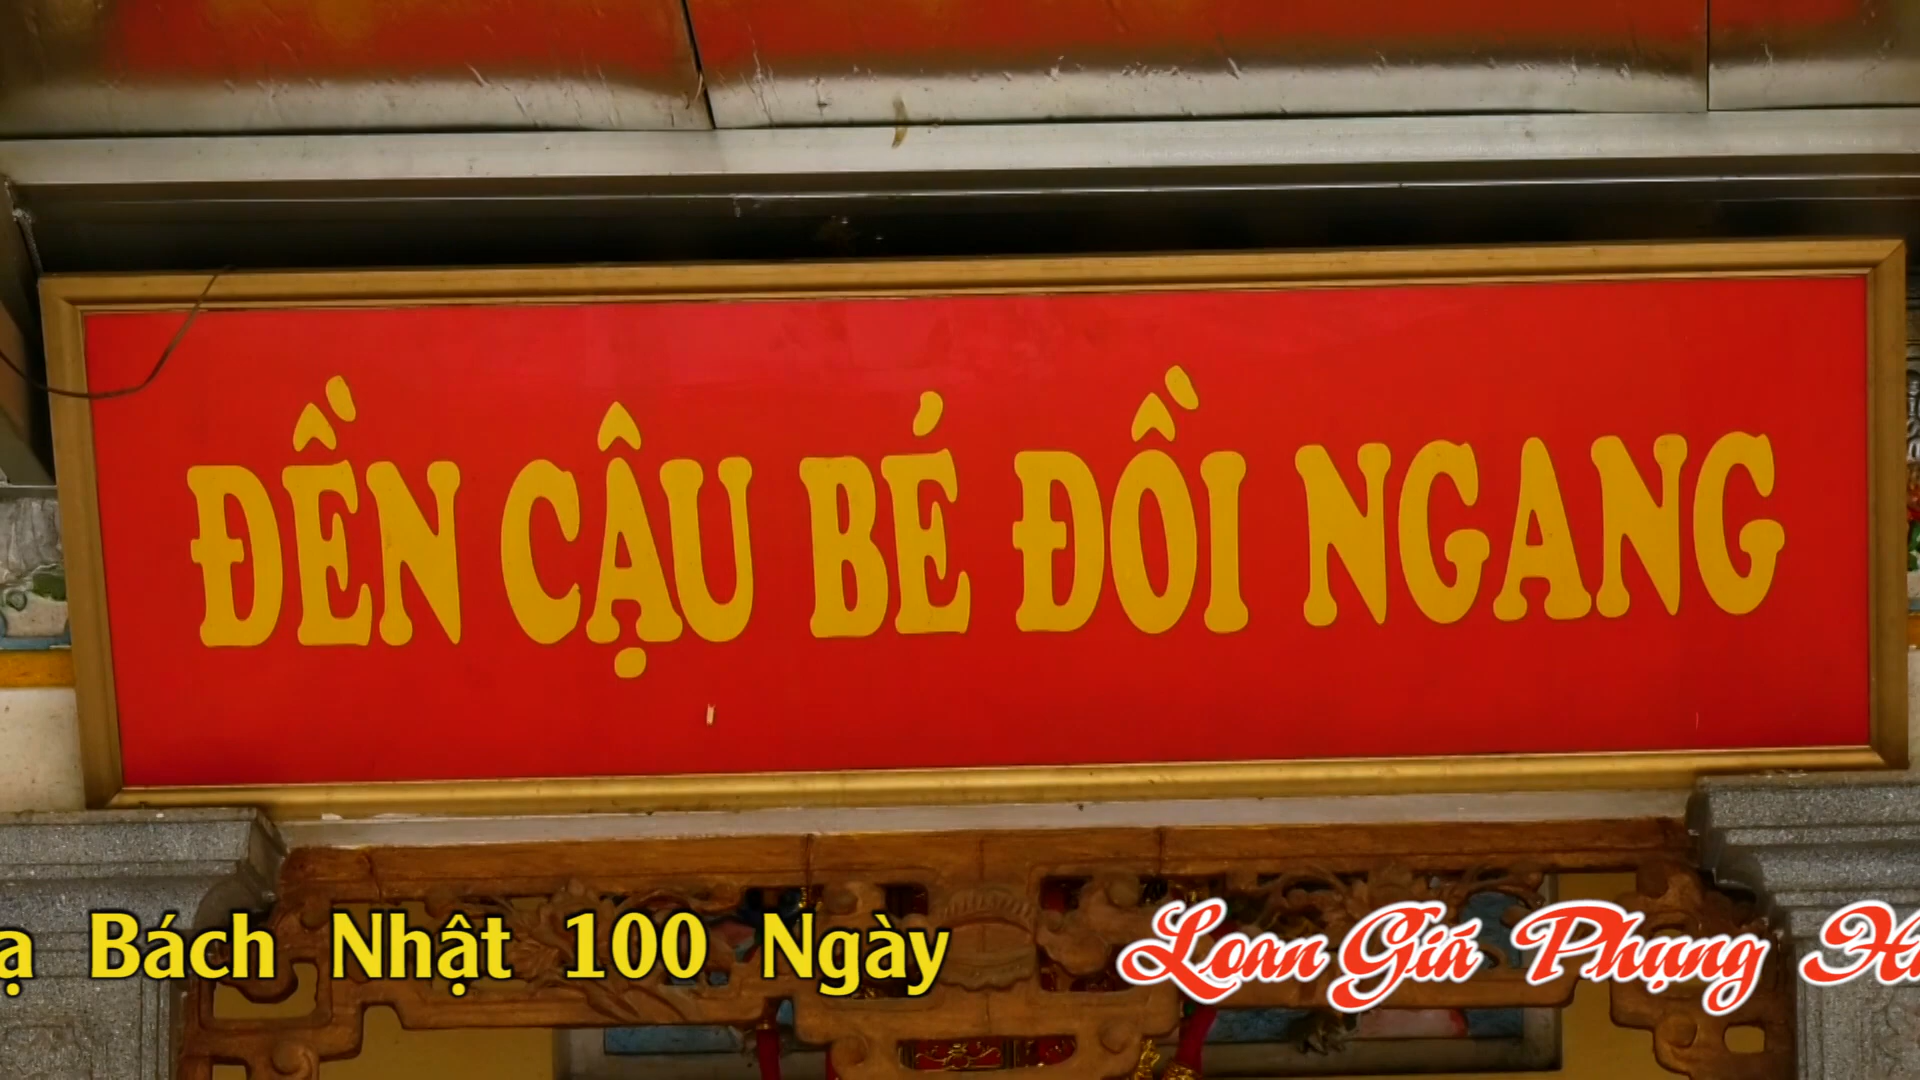 ĐỀN CẬU BÉ ĐỒI NGANG
ạ Bách Nhật 100 Ngày
Loan Giá Phụng